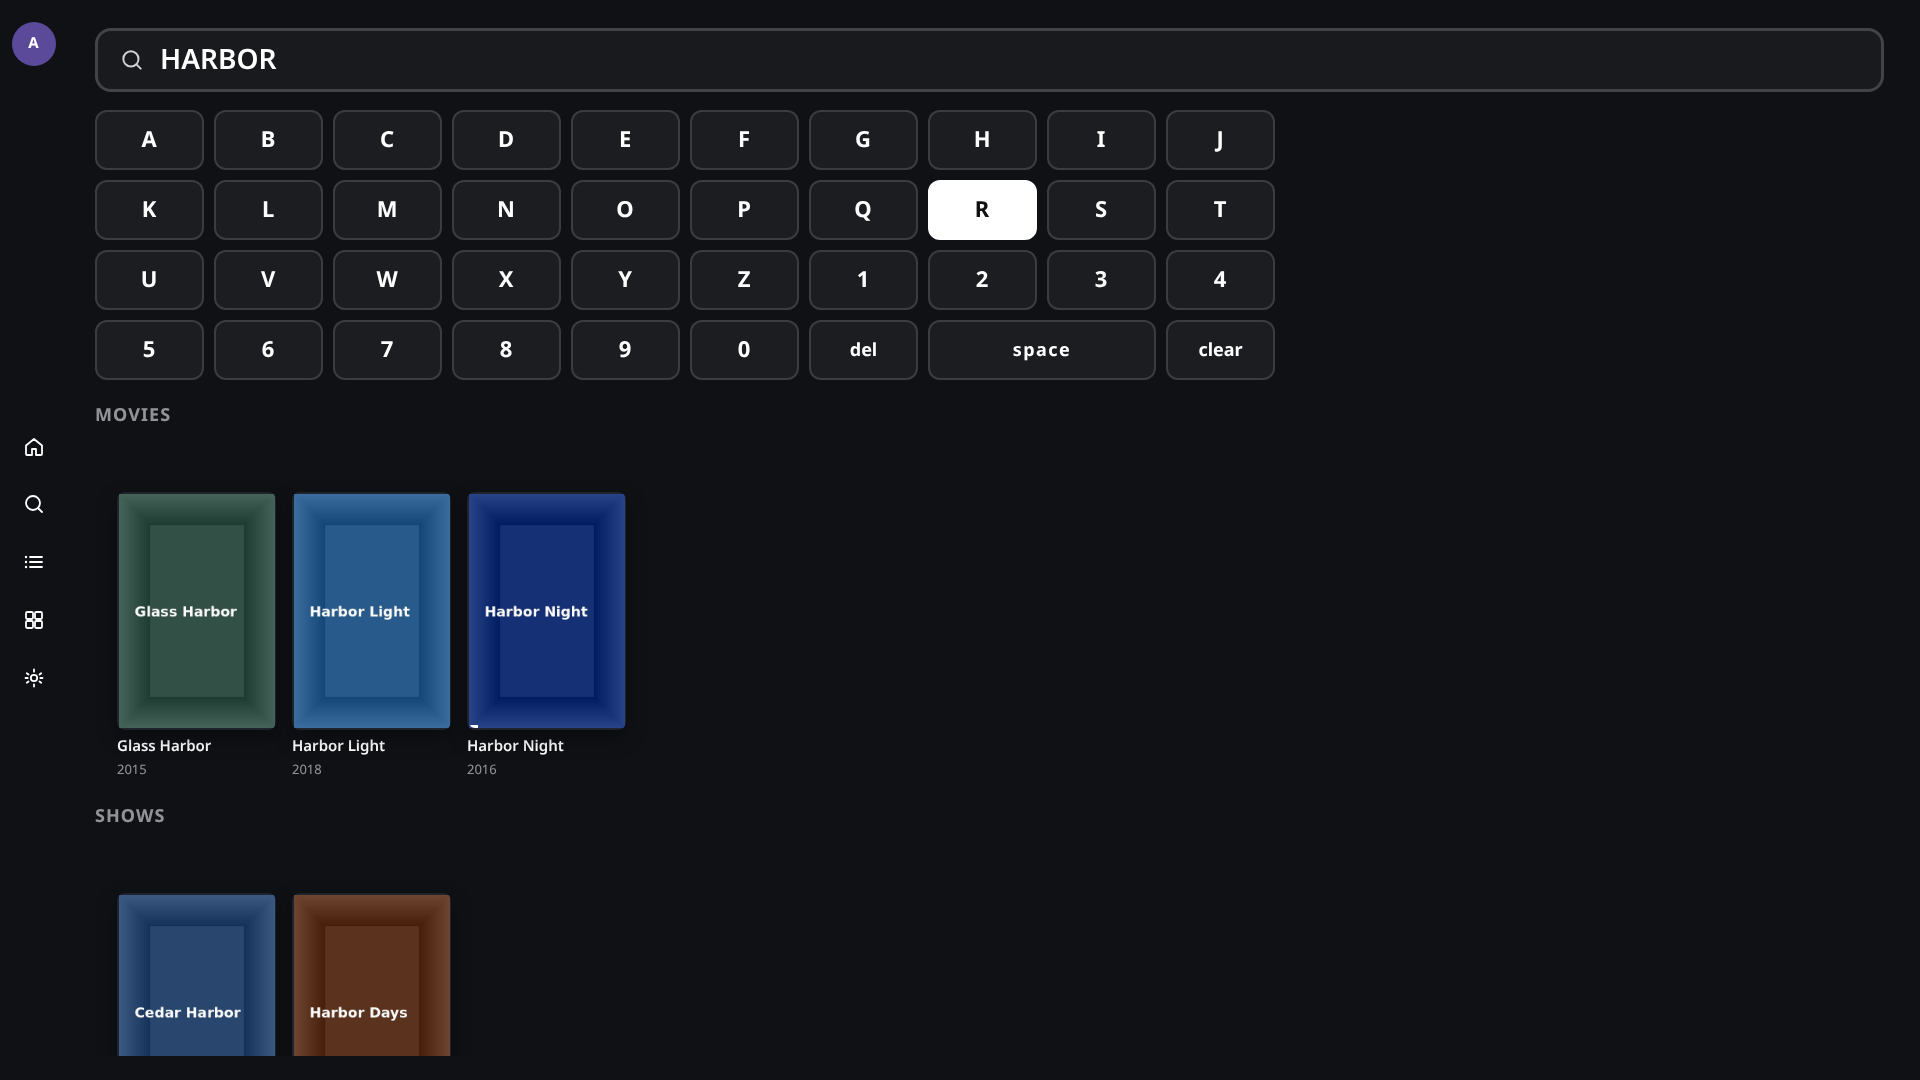 A
HARBOR
A B C D E F G H I J
K L M N O P Q R S T
U V W X Y Z 1 2 3 4
5 6 7 8 9 0 del space clear
MOVIES
Glass Harbor Harbor Light Harbor Night
Glass Harbor Harbor Light Harbor Night
2015 2018 2016
SHOWS
Cedar Harbor Harbor Days